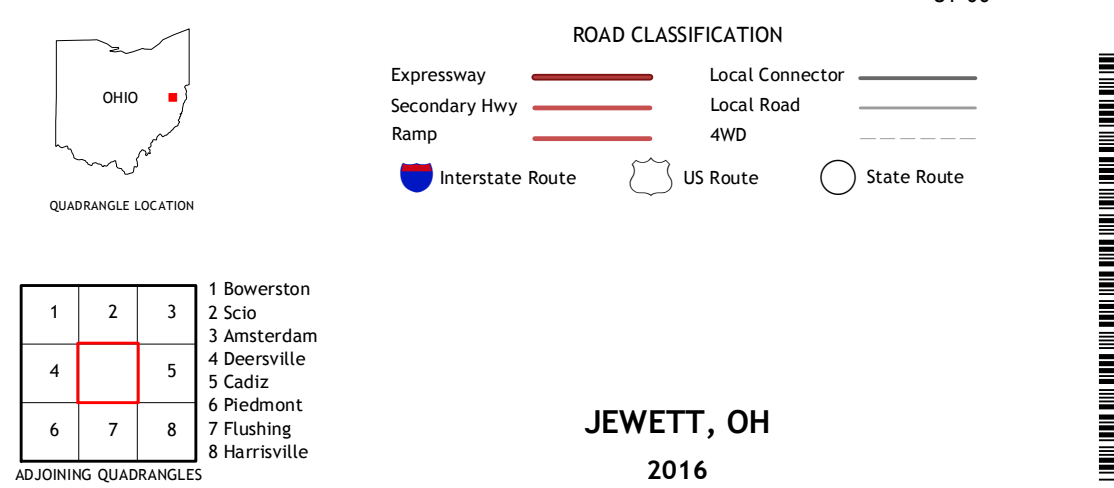 ROAD CLASSIFICATION
Expressway
Local Connector
Secondary Hwy
Local Road
Ramp
4WD
Interstate Route
US Route
State Route
OHIO
QUADRANGLE LOCATION
1 2 3
4 5
6 7 8
1 Bowerston
2 Scio
3 Amsterdam
4 Deersville
5 Cadiz
6 Piedmont
7 Flushing
8 Harrisville
ADJOINING QUADRANGLES
JEWETT, OH
2016